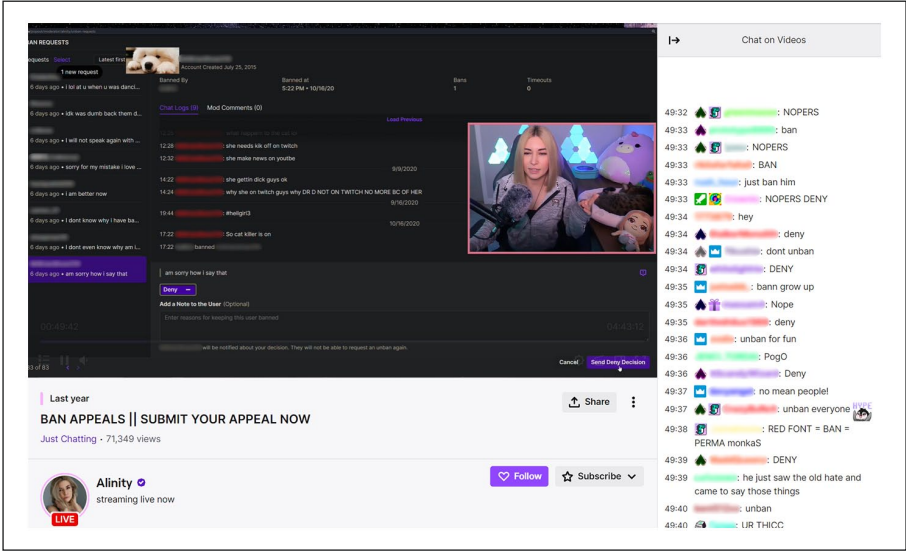 BAN REQUESTS
equests Select Latest first
1 new request
6 days ago • I lol at u when u was danci...
6 days ago • idk was dumb back them d...
6 days ago • I will not speak again with ...
6 days ago • sorry for my mistake i love ...
6 days ago • I am better now
6 days ago • I dont know why I have ba...
6 days ago • I dont even know why am i...
6 days ago • am sorry how i say that
33 of 83
Account Created July 25, 2015
Banned By Banned at Bans Timeouts
5:22 PM • 10/16/20 1 0
Chat Logs (9) Mod Comments (0)
Load Previous
12:28 : she needs kik off on twitch
12:32 : she make news on youtbe
9/9/2020
14:22 : she gettin dick guys ok
14:24 : why she on twitch guys why DR D NOT ON TWITCH NO MORE BC OF HER
9/16/2020
19:44 : #hellgirl3
10/16/2020
17:22 : So cat killer is on
17:22 banned
am sorry how i say that
Deny
Add a Note to the User (Optional)
Enter reasons for keeping this user banned
00:49:42
04:43:12
will be notified about your decision. They will not be able to request an unban again.
Cancel Send Deny Decision
Last year
BAN APPEALS || SUBMIT YOUR APPEAL NOW
Just Chatting • 71,349 views
Share
Alinity
streaming live now
LIVE
Follow
Subscribe
Chat on Videos
49:32 : NOPERS
49:33 : ban
49:33 : NOPERS
49:33 : BAN
49:33 : just ban him
49:33 : NOPERS DENY
49:34 : hey
49:34 : deny
49:34 : dont unban
49:34 : DENY
49:35 : bann grow up
49:35 : Nope
49:35 : deny
49:36 : unban for fun
49:36 : PogO
49:36 : Deny
49:37 : no mean people!
49:37 : unban everyone HYPE
49:38 : RED FONT = BAN =
PERMA monkaS
49:39 : DENY
49:39 : he just saw the old hate and
came to say those things
49:40 : unban
49:40 : UR THICC